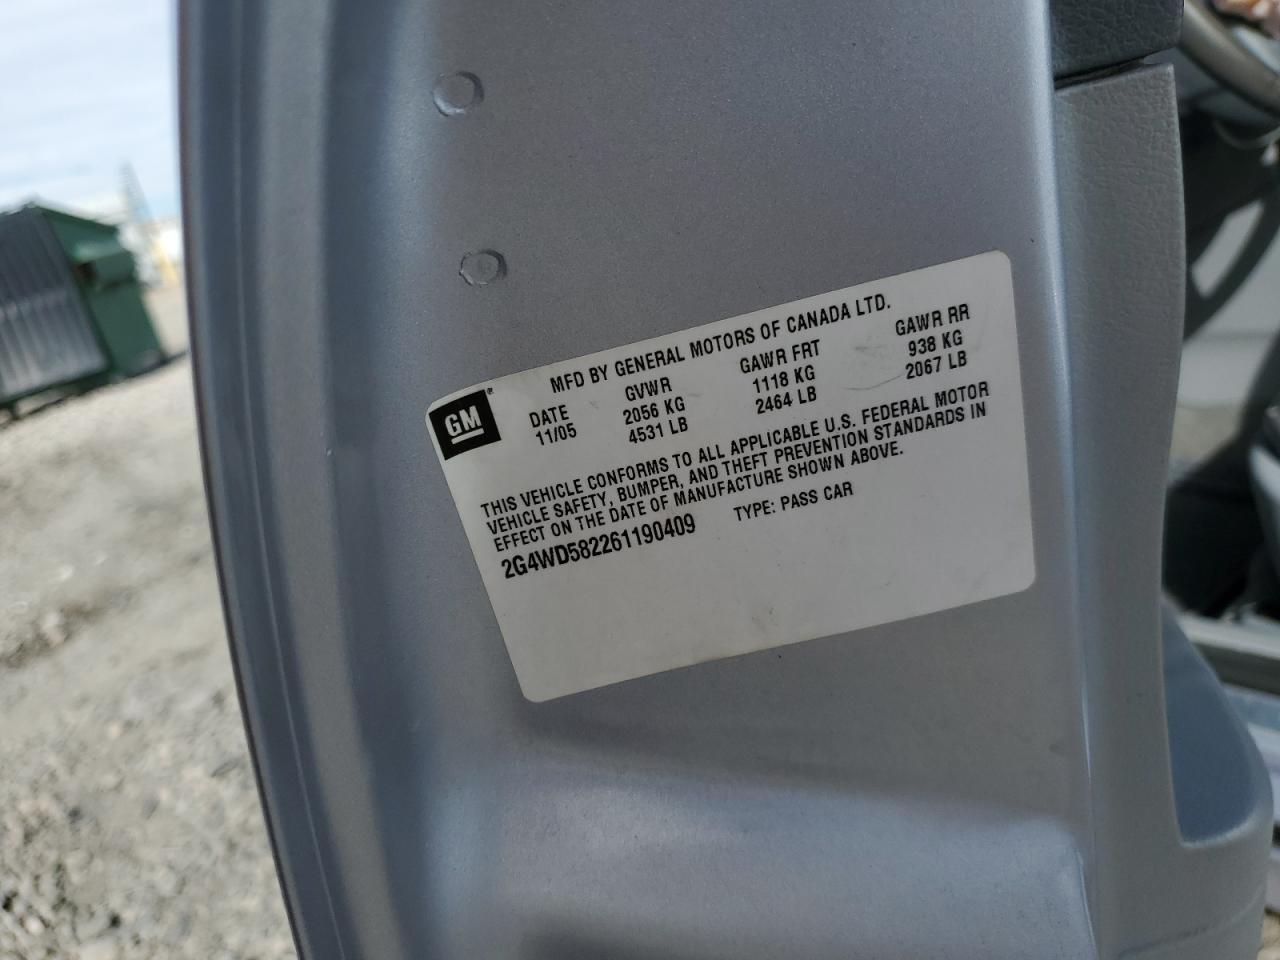 MFD BY GENERAL MOTORS OF CANADA LTD.
GM®
DATE GVWR GAWR FRT GAWR RR
11/05 2056 KG 1118 KG 938 KG
4531 LB 2464 LB 2067 LB
THIS VEHICLE CONFORMS TO ALL APPLICABLE U.S. FEDERAL MOTOR
VEHICLE SAFETY, BUMPER, AND THEFT PREVENTION STANDARDS IN
EFFECT ON THE DATE OF MANUFACTURE SHOWN ABOVE.
2G4WD582261190409 TYPE: PASS CAR